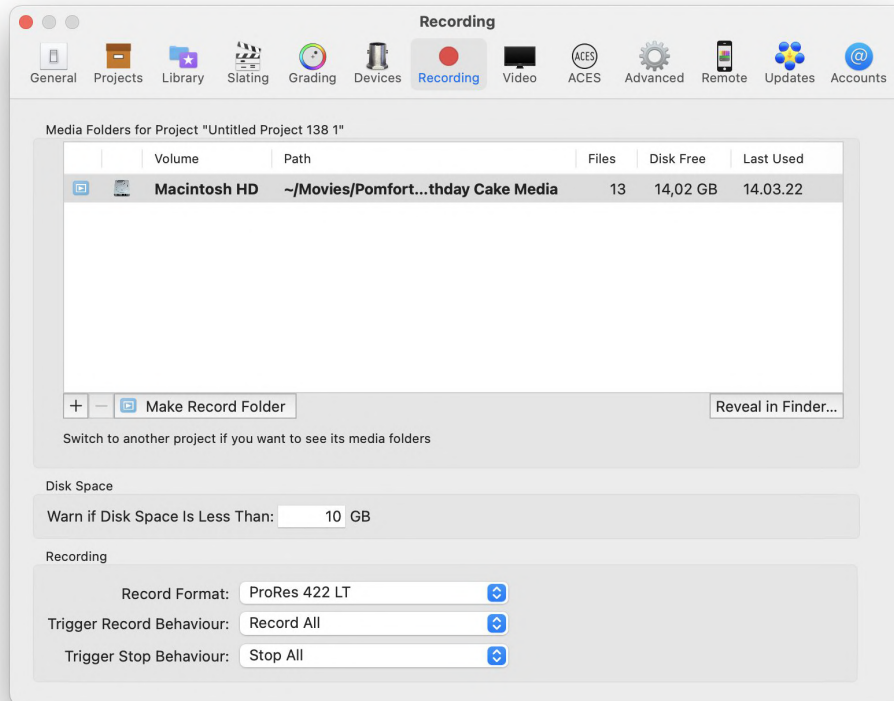 Recording
General Projects Library Slating Grading Devices Recording Video ACES Advanced Remote Updates Accounts
Media Folders for Project "Untitled Project 138 1"
Volume Path Files Disk Free Last Used
Macintosh HD ~/Movies/Pomfort...thday Cake Media 13 14,02 GB 14.03.22
+ − Make Record Folder Reveal in Finder...
Switch to another project if you want to see its media folders
Disk Space
Warn if Disk Space Is Less Than: 10 GB
Recording
Record Format: ProRes 422 LT
Trigger Record Behaviour: Record All
Trigger Stop Behaviour: Stop All